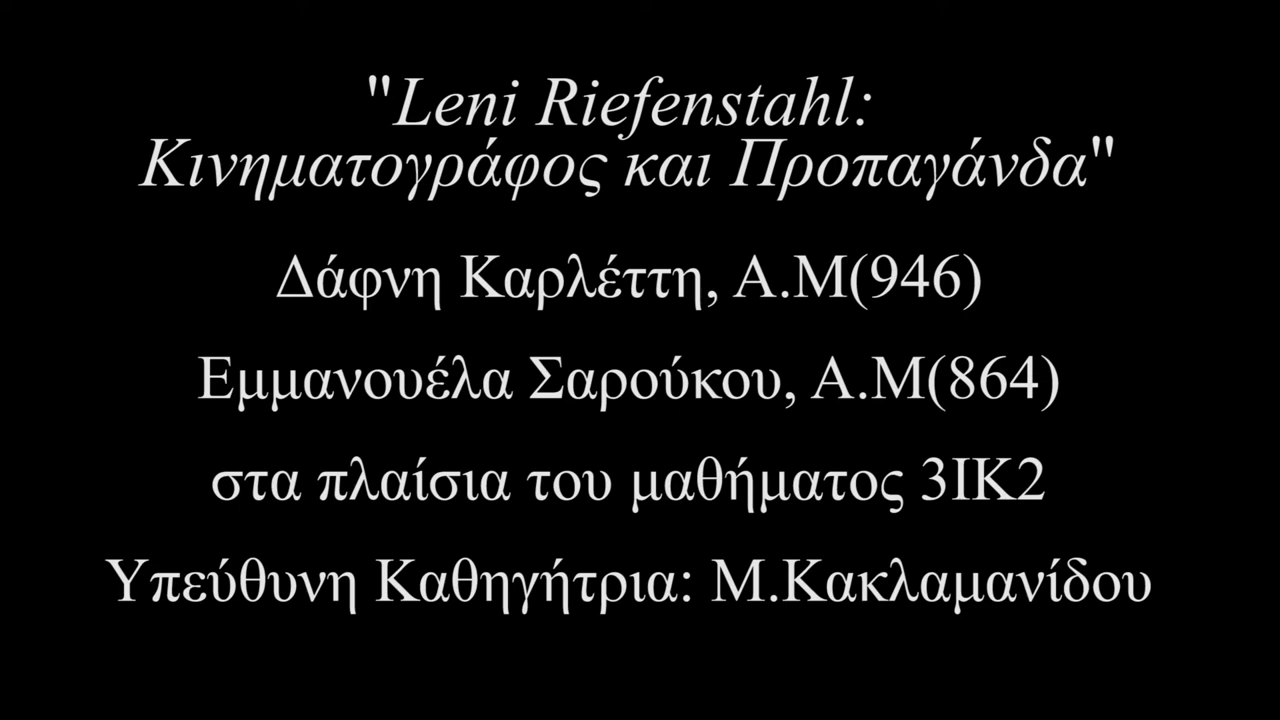 "Leni Riefenstahl:
Κινηματογράφος και Προπαγάνδα"
Δάφνη Καρλέττη, Α.Μ(946)
Εμμανουέλα Σαρούκου, Α.Μ(864)
στα πλαίσια του μαθήματος 3ΙΚ2
Υπεύθυνη Καθηγήτρια: Μ.Κακλαμανίδου